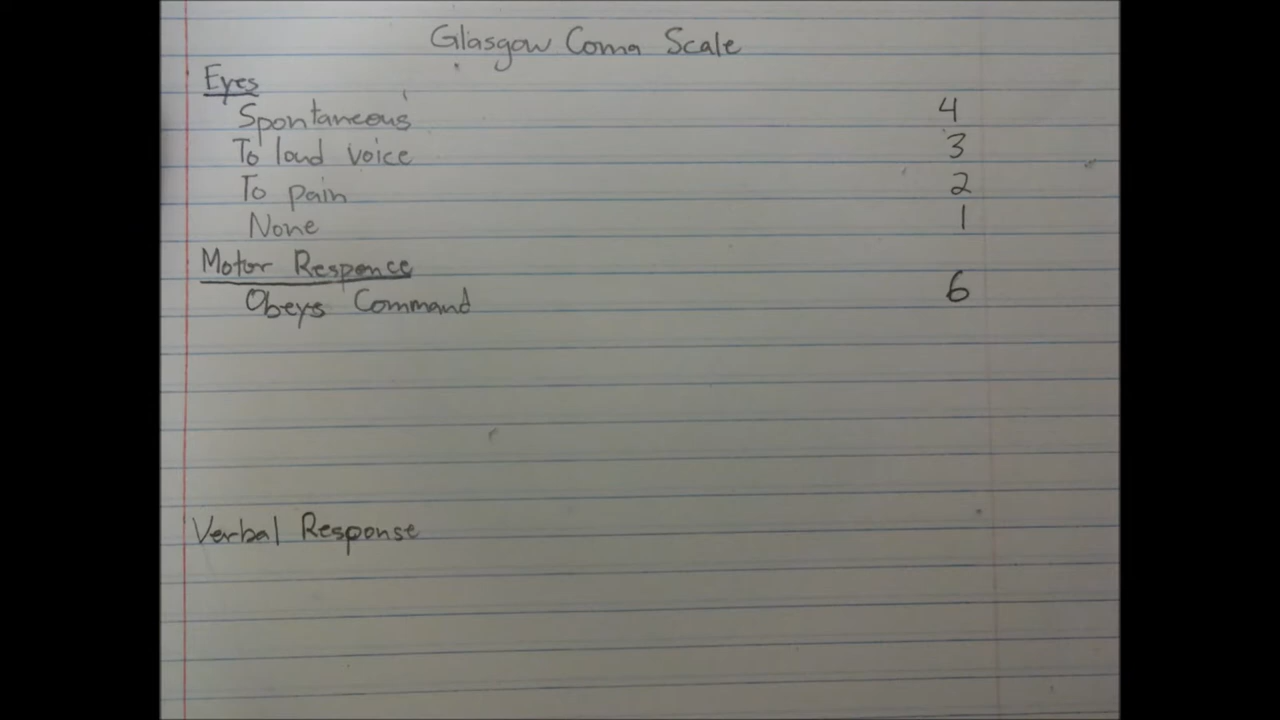 Glasgow Coma Scale
Eyes
Spontaneous 4
To loud voice 3
To pain 2
None 1
Motor Responce
Obeys Command 6
Verbal Response